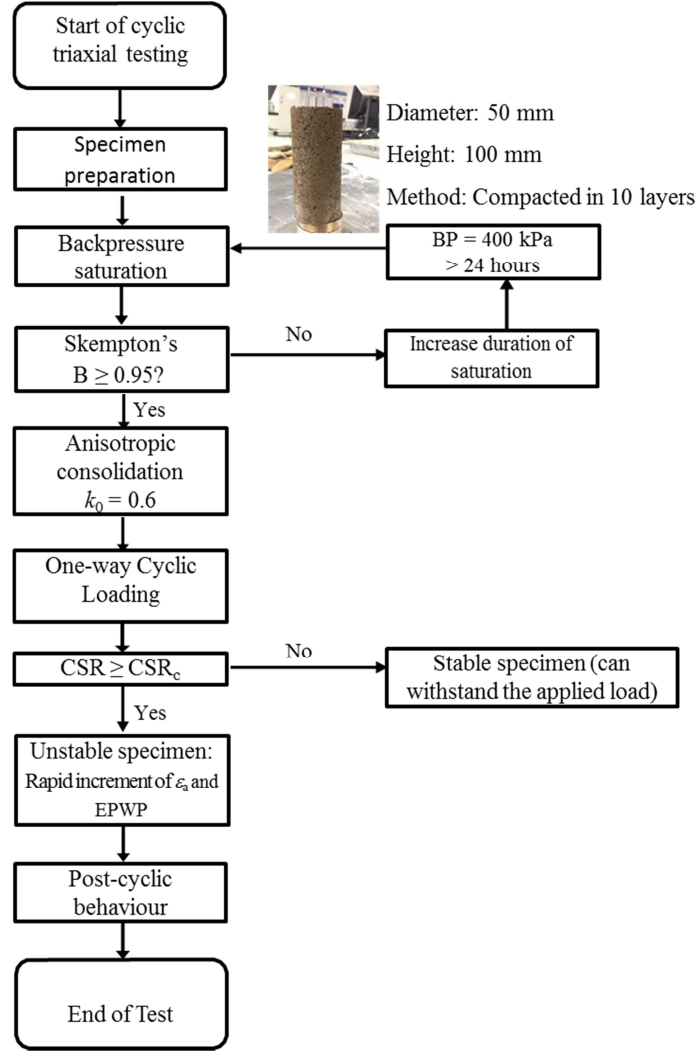 Start of cyclic
triaxial testing
Specimen
preparation
Diameter: 50 mm
Height: 100 mm
Method: Compacted in 10 layers
Backpressure
saturation
BP = 400 kPa
> 24 hours
Skempton's
B ≥ 0.95?
No
Increase duration of
saturation
Yes
Anisotropic
consolidation
k₀ = 0.6
One-way Cyclic
Loading
CSR ≥ CSRc
No
Stable specimen (can
withstand the applied load)
Yes
Unstable specimen:
Rapid increment of εa and
EPWP
Post-cyclic
behaviour
End of Test